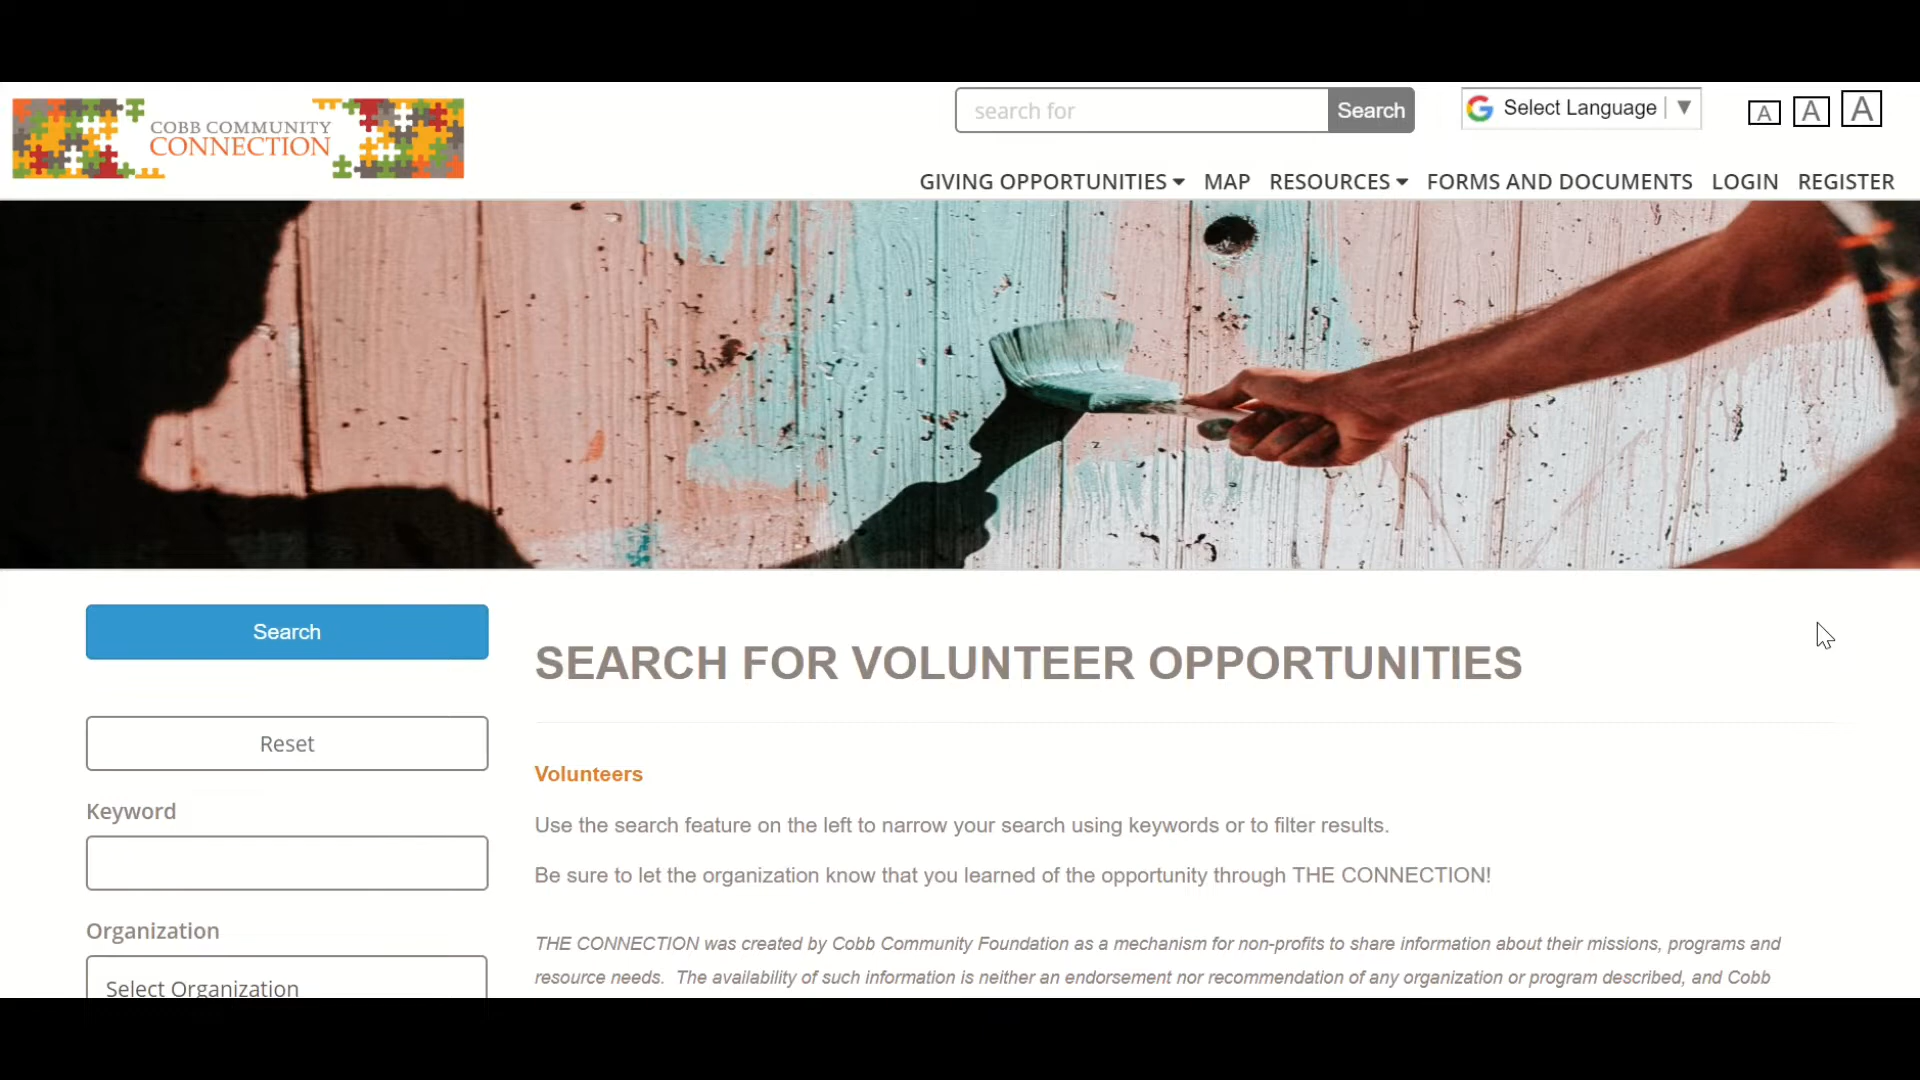 COBB COMMUNITY
CONNECTION
search for
Search
Select Language
A
A
A
GIVING OPPORTUNITIES
MAP
RESOURCES
FORMS AND DOCUMENTS
LOGIN
REGISTER
Search
Reset
Keyword
Organization
Select Organization
SEARCH FOR VOLUNTEER OPPORTUNITIES
Volunteers
Use the search feature on the left to narrow your search using keywords or to filter results.
Be sure to let the organization know that you learned of the opportunity through THE CONNECTION!
THE CONNECTION was created by Cobb Community Foundation as a mechanism for non-profits to share information about their missions, programs and
resource needs.  The availability of such information is neither an endorsement nor recommendation of any organization or program described, and Cobb